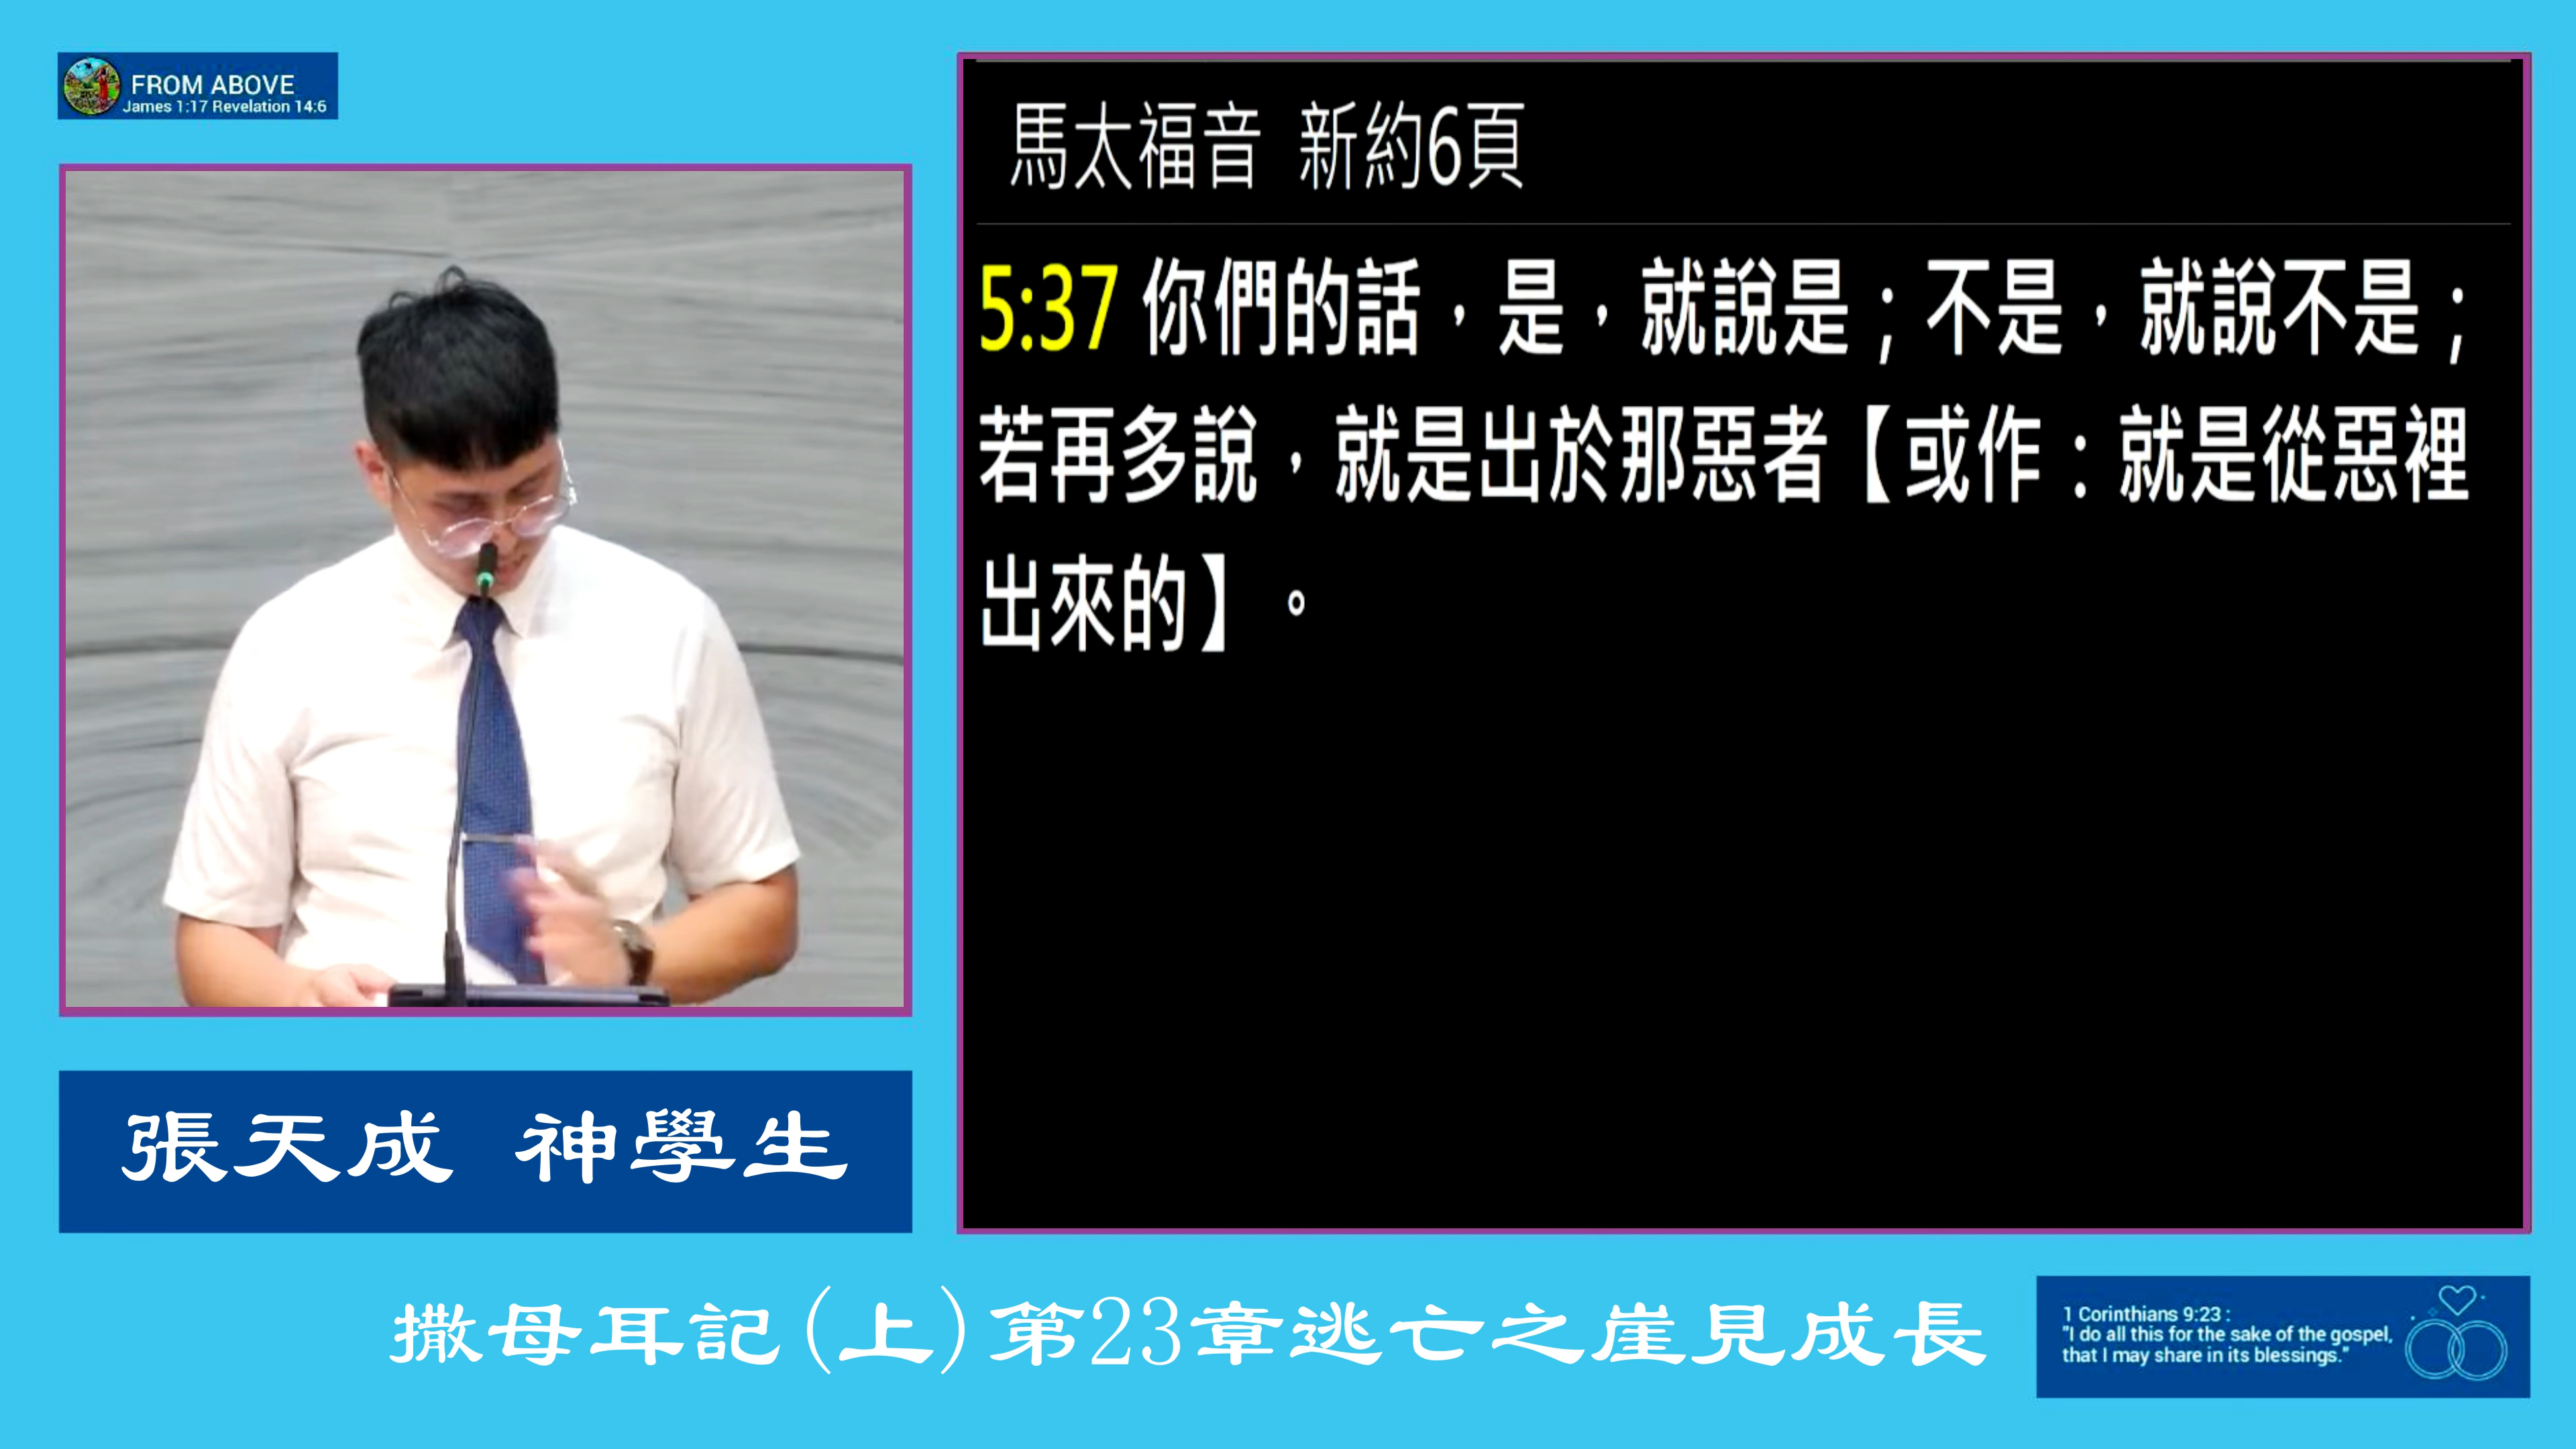 FROM ABOVE
James 1:17 Revelation 14:6
馬太福音 新約6頁
5:37 你們的話，是，就說是；不是，就說不是；
若再多說，就是出於那惡者【或作：就是從惡裡
出來的】。
張天成 神學生
撒母耳記(上)第23章逃亡之崖見成長
1 Corinthians 9:23 :
"I do all this for the sake of the gospel,
that I may share in its blessings."